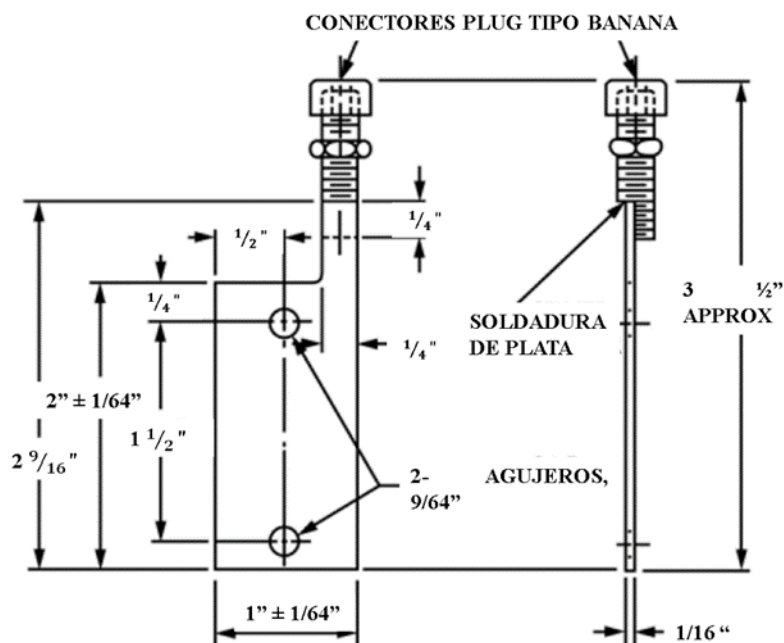 CONECTORES PLUG TIPO BANANA
1/2 "
1/4 "
1/4 "
3 ½”
APPROX
SOLDADURA
DE PLATA
1/4 "
2” ± 1/64”
1 1/2 "
2 9/16 "
2-
9/64”
AGUJEROS,
1” ± 1/64”
1/16 “